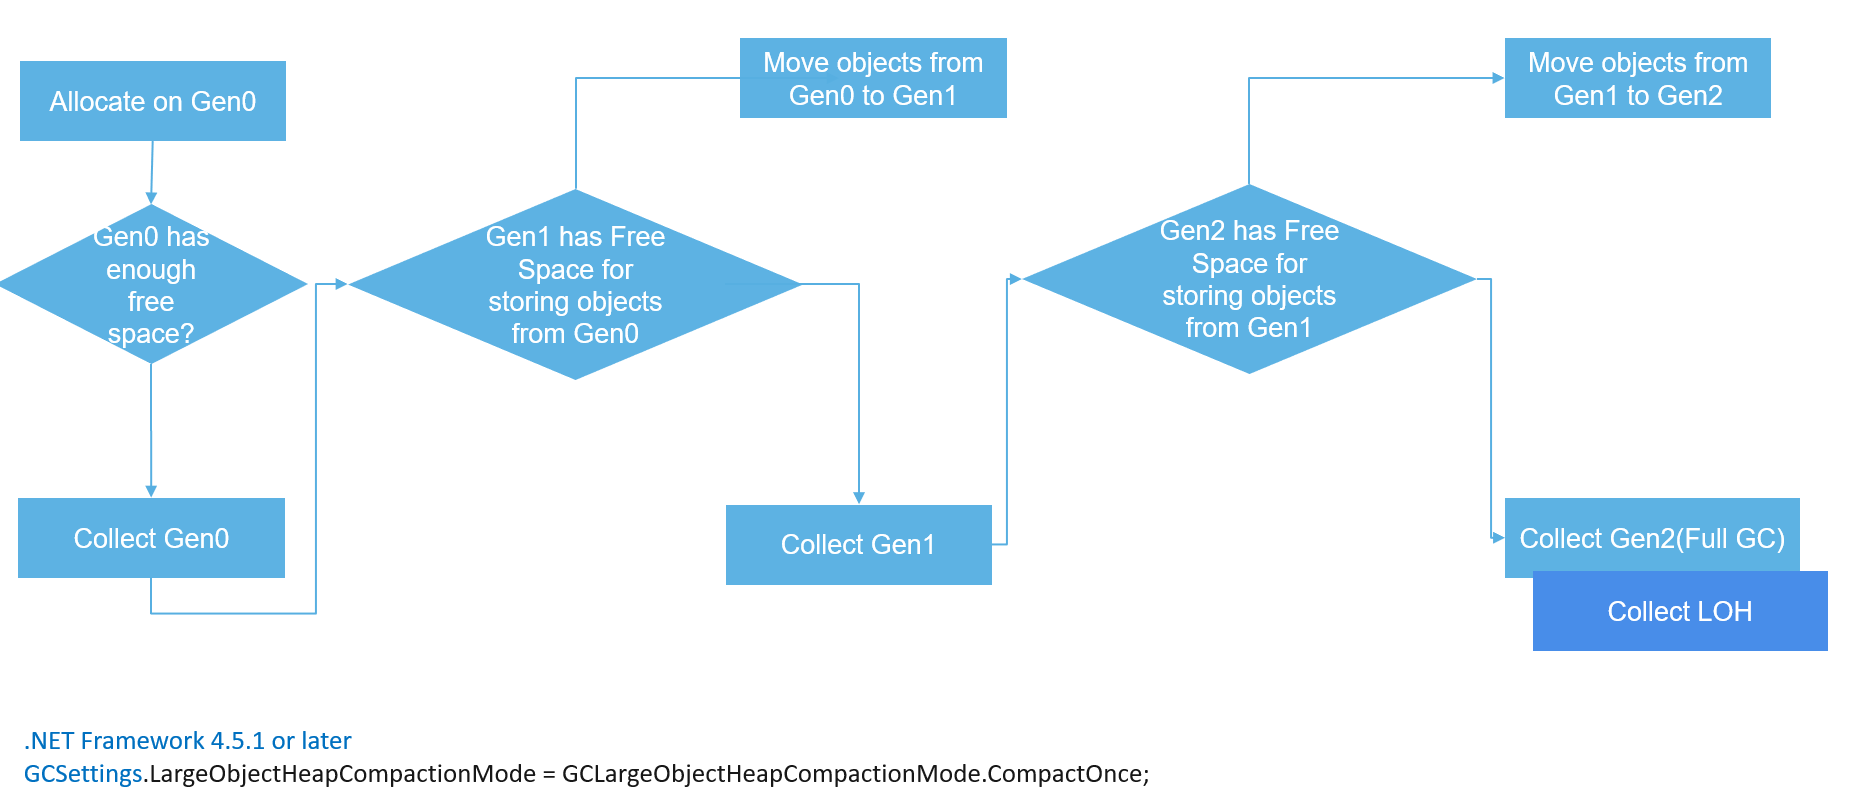 Allocate on Gen0
Gen0 has
enough
free
space?
Collect Gen0
Move objects from
Gen0 to Gen1
Gen1 has Free
Space for
storing objects
from Gen0
Collect Gen1
Move objects from
Gen1 to Gen2
Gen2 has Free
Space for
storing objects
from Gen1
Collect Gen2(Full GC)
Collect LOH
.NET Framework 4.5.1 or later
GCSettings.LargeObjectHeapCompactionMode = GCLargeObjectHeapCompactionMode.CompactOnce;